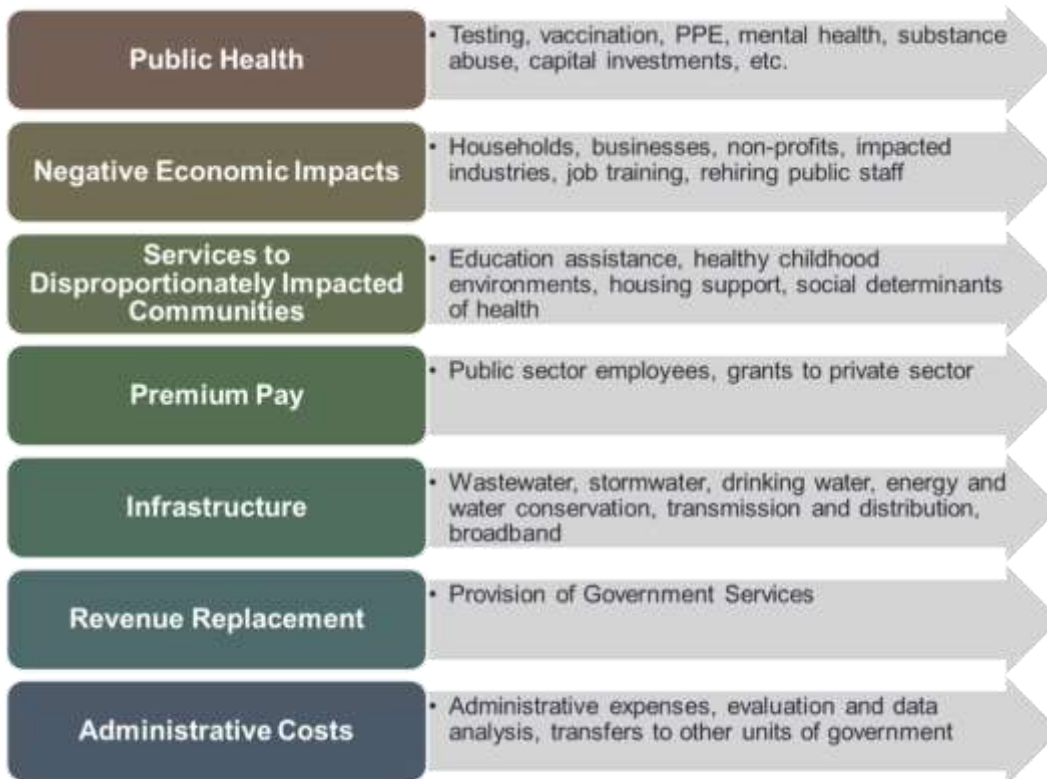 Public Health
• Testing, vaccination, PPE, mental health, substance
abuse, capital investments, etc.
Negative Economic Impacts
• Households, businesses, non-profits, impacted
industries, job training, rehiring public staff
Services to
Disproportionately Impacted
Communities
• Education assistance, healthy childhood
environments, housing support, social determinants
of health
Premium Pay
• Public sector employees, grants to private sector
Infrastructure
• Wastewater, stormwater, drinking water, energy and
water conservation, transmission and distribution,
broadband
Revenue Replacement
• Provision of Government Services
Administrative Costs
• Administrative expenses, evaluation and data
analysis, transfers to other units of government